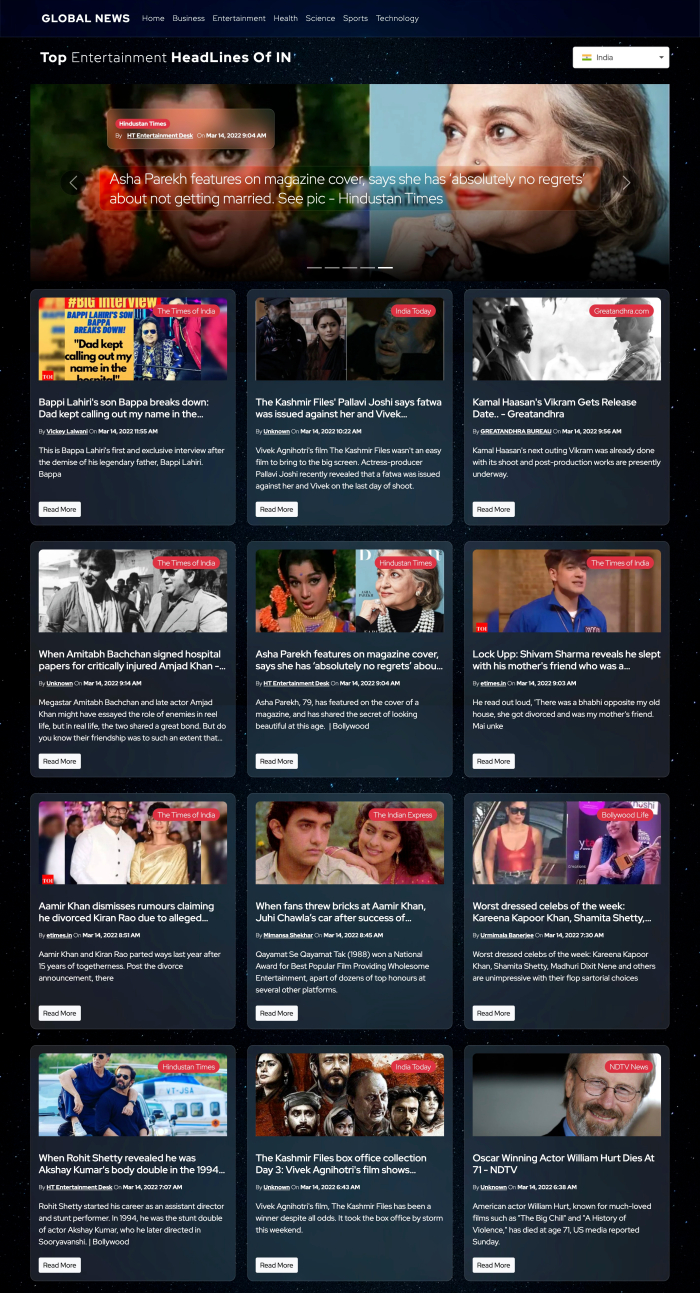 GLOBAL NEWS Home Business Entertainment Health Science Sports Technology
Top Entertainment HeadLines Of IN
India
Hindustan Times
By HT Entertainment Desk On Mar 14, 2022 9:04 AM
Asha Parekh features on magazine cover, says she has 'absolutely no regrets'
about not getting married. See pic - Hindustan Times
#BIG Interview
BAPPI LAHIRI'S SON
BAPPA
BREAKS DOWN!
"Dad kept
calling out my
name in the
hospital"
TOI
The Times of India
Bappi Lahiri's son Bappa breaks down:
Dad kept calling out my name in the...
By Vickey Lalwani On Mar 14, 2022 11:55 AM
This is Bappa Lahiri's first and exclusive interview after
the demise of his legendary father, Bappi Lahiri.
Bappa
Read More
India Today
The Kashmir Files' Pallavi Joshi says fatwa
was issued against her and Vivek...
By Unknown On Mar 14, 2022 10:22 AM
Vivek Agnihotri's film The Kashmir Files wasn't an easy
film to bring to the big screen. Actress-producer
Pallavi Joshi recently revealed that a fatwa was issued
against her and Vivek on the last day of shoot.
Read More
Greatandhra.com
Kamal Haasan's Vikram Gets Release
Date.. - Greatandhra
By GREATANDHRA BUREAU On Mar 14, 2022 9:56 AM
Kamal Haasan's next outing Vikram was already done
with its shoot and post-production works are presently
underway.
Read More
The Times of India
When Amitabh Bachchan signed hospital
papers for critically injured Amjad Khan -...
By Unknown On Mar 14, 2022 9:14 AM
Megastar Amitabh Bachchan and late actor Amjad
Khan might have essayed the role of enemies in reel
life, but in real life, the two shared a great bond. But do
you know their friendship was to such an extent that...
Read More
Hindustan Times
Asha Parekh features on magazine cover,
says she has 'absolutely no regrets' abou...
By HT Entertainment Desk On Mar 14, 2022 9:04 AM
Asha Parekh, 79, has featured on the cover of a
magazine, and has shared the secret of looking
beautiful at this age. | Bollywood
Read More
The Times of India
TOI
Lock Upp: Shivam Sharma reveals he slept
with his mother's friend who was a...
By etimes.in On Mar 14, 2022 9:03 AM
He read out loud, 'There was a bhabhi opposite my old
house, she got divorced and was my mother's friend.
Mai unke
Read More
The Times of India
TOI
Aamir Khan dismisses rumours claiming
he divorced Kiran Rao due to alleged...
By etimes.in On Mar 14, 2022 8:51 AM
Aamir Khan and Kiran Rao parted ways last year after
15 years of togetherness. Post the divorce
announcement, there
Read More
The Indian Express
When fans threw bricks at Aamir Khan,
Juhi Chawla's car after success of...
By Mimansa Shekhar On Mar 14, 2022 8:45 AM
Qayamat Se Qayamat Tak (1988) won a National
Award for Best Popular Film Providing Wholesome
Entertainment, apart of dozens of top honours at
several other platforms.
Read More
Bollywood Life
Worst dressed celebs of the week:
Kareena Kapoor Khan, Shamita Shetty,...
By Urmimala Banerjee On Mar 14, 2022 7:30 AM
Worst dressed celebs of the week: Kareena Kapoor
Khan, Shamita Shetty, Madhuri Dixit Nene and others
are unimpressive with their flop sartorial choices
Read More
Hindustan Times
VT-JSA
When Rohit Shetty revealed he was
Akshay Kumar's body double in the 1994...
By HT Entertainment Desk On Mar 14, 2022 7:07 AM
Rohit Shetty started his career as an assistant director
and stunt performer. In 1994, he was the stunt double
of actor Akshay Kumar, who he later directed in
Sooryavanshi. | Bollywood
Read More
India Today
The Kashmir Files box office collection
Day 3: Vivek Agnihotri's film shows...
By Unknown On Mar 14, 2022 6:43 AM
Vivek Agnihotri's film, The Kashmir Files has been a
winner despite all odds. It took the box office by storm
this weekend.
Read More
NDTV News
Oscar Winning Actor William Hurt Dies At
71 - NDTV
By Unknown On Mar 14, 2022 6:38 AM
American actor William Hurt, known for much-loved
films such as "The Big Chill" and "A History of
Violence," has died at age 71, US media reported
Sunday.
Read More